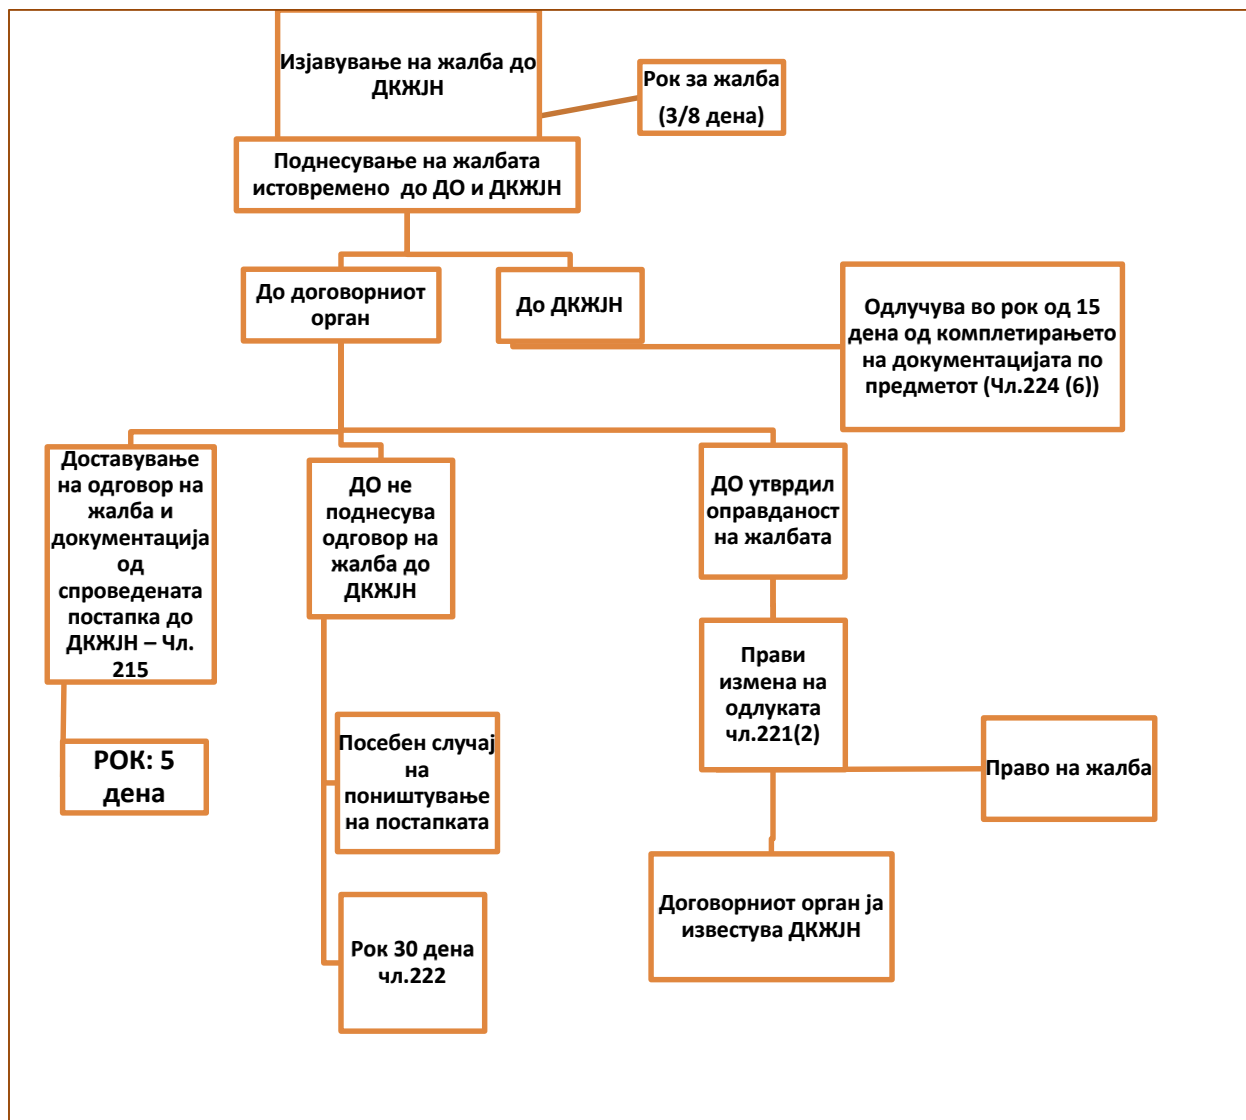 Изјавување на жалба до
ДКЖЈН
Рок за жалба
(3/8 дена)
Поднесување на жалбата
истовремено до ДО и ДКЖЈН
До договорниот
орган
До ДКЖЈН
Одлучува во рок од 15
дена од комплетирањето
на документацијата по
предметот (Чл.224 (6))
Доставување
на одговор на
жалба и
документација
од
спроведената
постапка до
ДКЖЈН – Чл.
215
ДО не
поднесува
одговор на
жалба до
ДКЖЈН
ДО утврдил
оправданост
на жалбата
Прави
измена на
одлуката
чл.221(2)
РОК: 5
дена
Посебен случај
на
поништување
на постапката
Право на жалба
Рок 30 дена
чл.222
Договорниот орган ја
известува ДКЖЈН